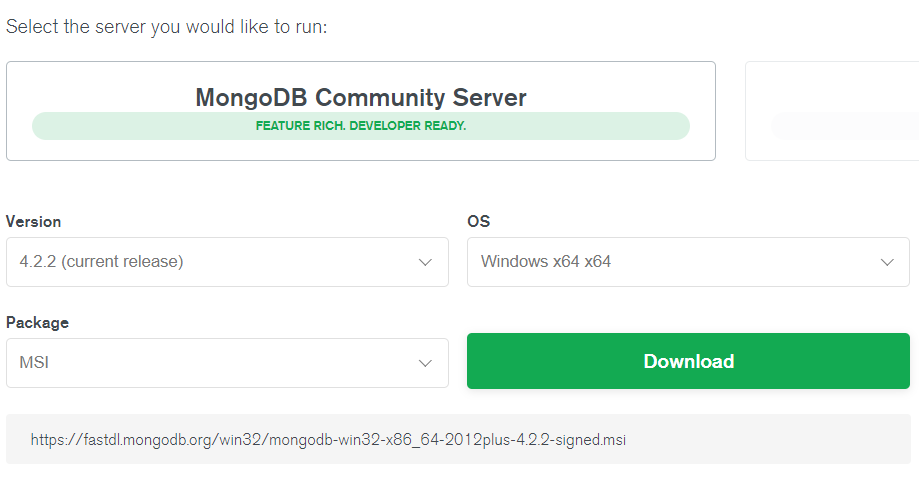 Select the server you would like to run:
MongoDB Community Server
FEATURE RICH. DEVELOPER READY.
Version
OS
4.2.2 (current release)
Windows x64 x64
Package
MSI
Download
https://fastdl.mongodb.org/win32/mongodb-win32-x86_64-2012plus-4.2.2-signed.msi